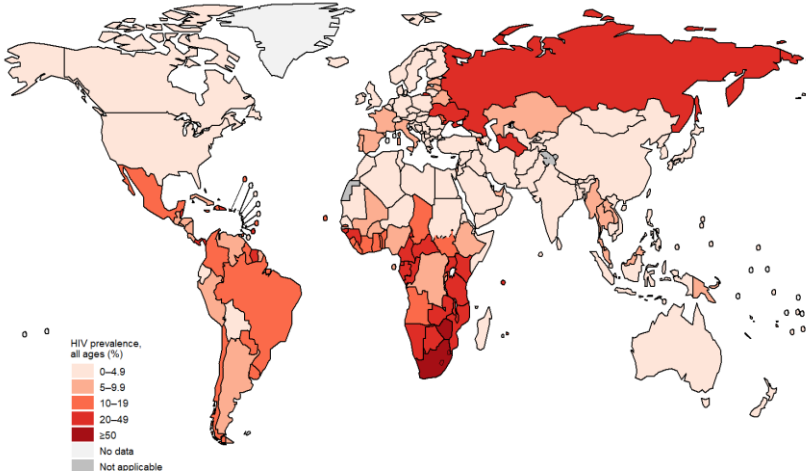 HIV prevalence,
all ages (%)
0–4.9
5–9.9
10–19
20–49
≥50
No data
Not applicable